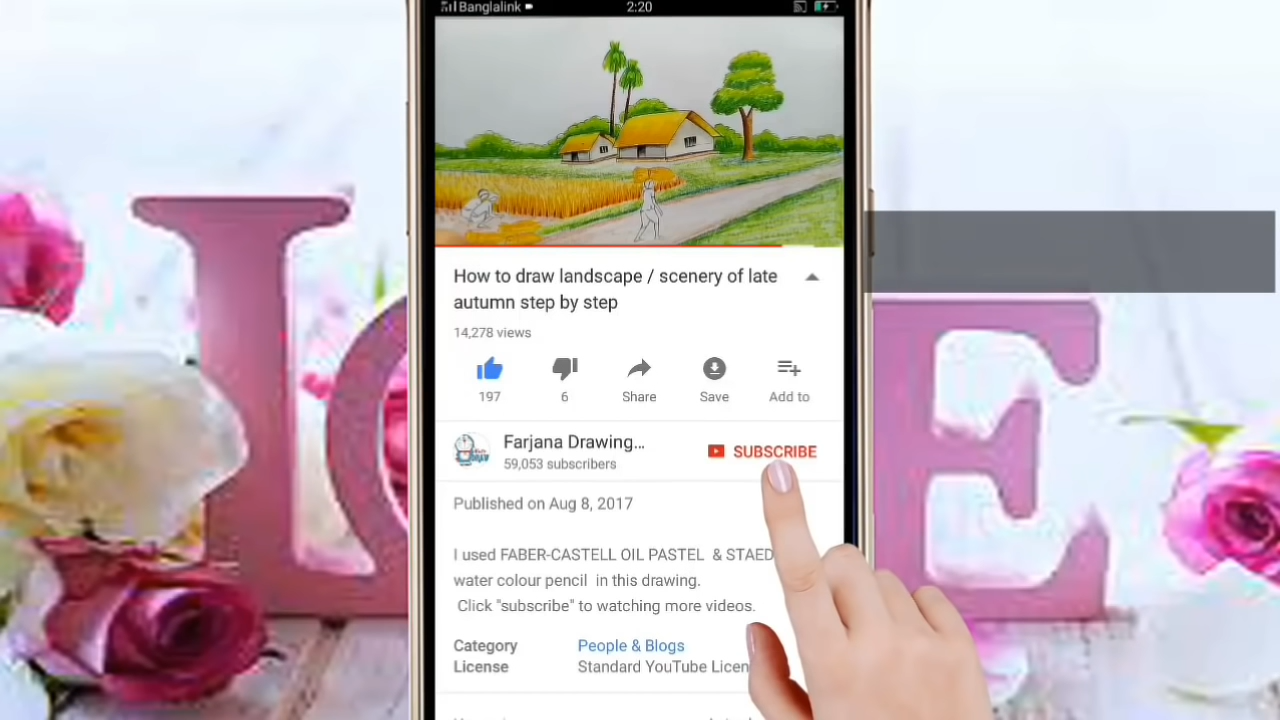 Banglalink
2:20
How to draw landscape / scenery of late
autumn step by step
14,278 views
197
6
Share
Save
Add to
Farjana Drawing...
SUBSCRIBE
59,053 subscribers
Published on Aug 8, 2017
I used FABER-CASTELL OIL PASTEL & STAED
water colour pencil in this drawing.
Click "subscribe" to watching more videos.
Category
People & Blogs
License
Standard YouTube Licen